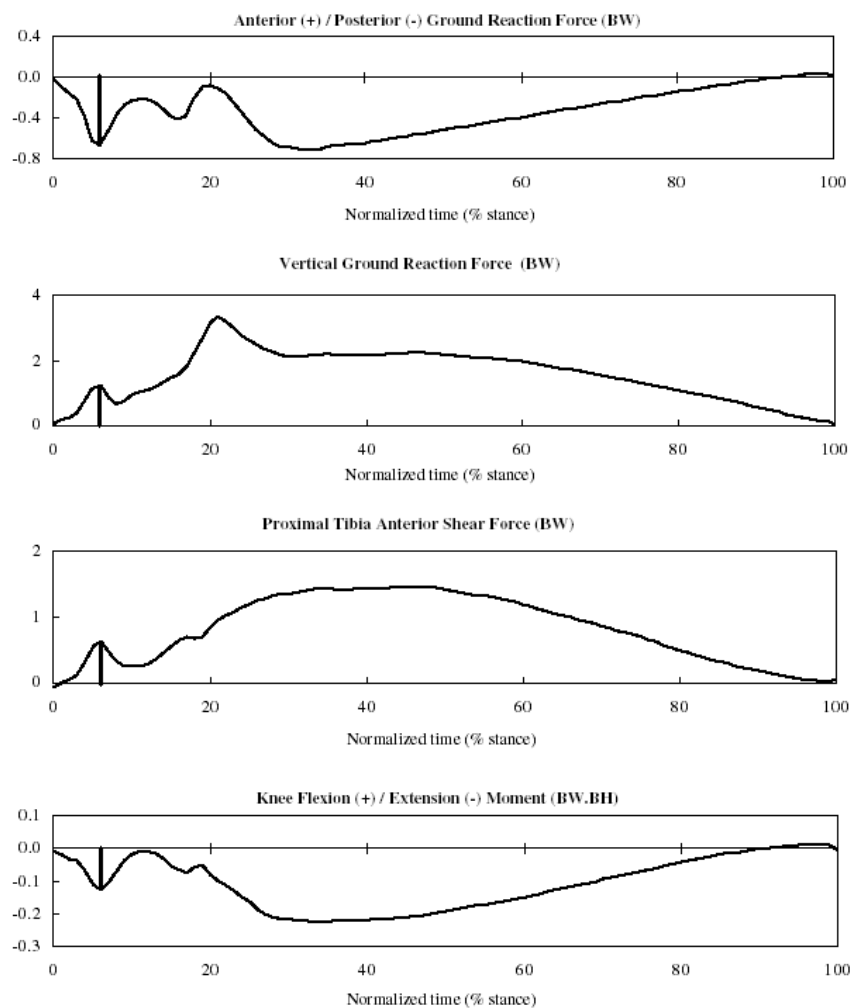 Anterior (+) / Posterior (-) Ground Reaction Force (BW)
0.4
0.0
-0.4
-0.8
0 20 40 60 80 100
Normalized time (% stance)
Vertical Ground Reaction Force (BW)
4
2
0
0 20 40 60 80 100
Normalized time (% stance)
Proximal Tibia Anterior Shear Force (BW)
2
1
0
0 20 40 60 80 100
Normalized time (% stance)
Knee Flexion (+) / Extension (-) Moment (BW.BH)
0.1
0.0
-0.1
-0.2
-0.3
0 20 40 60 80 100
Normalized time (% stance)